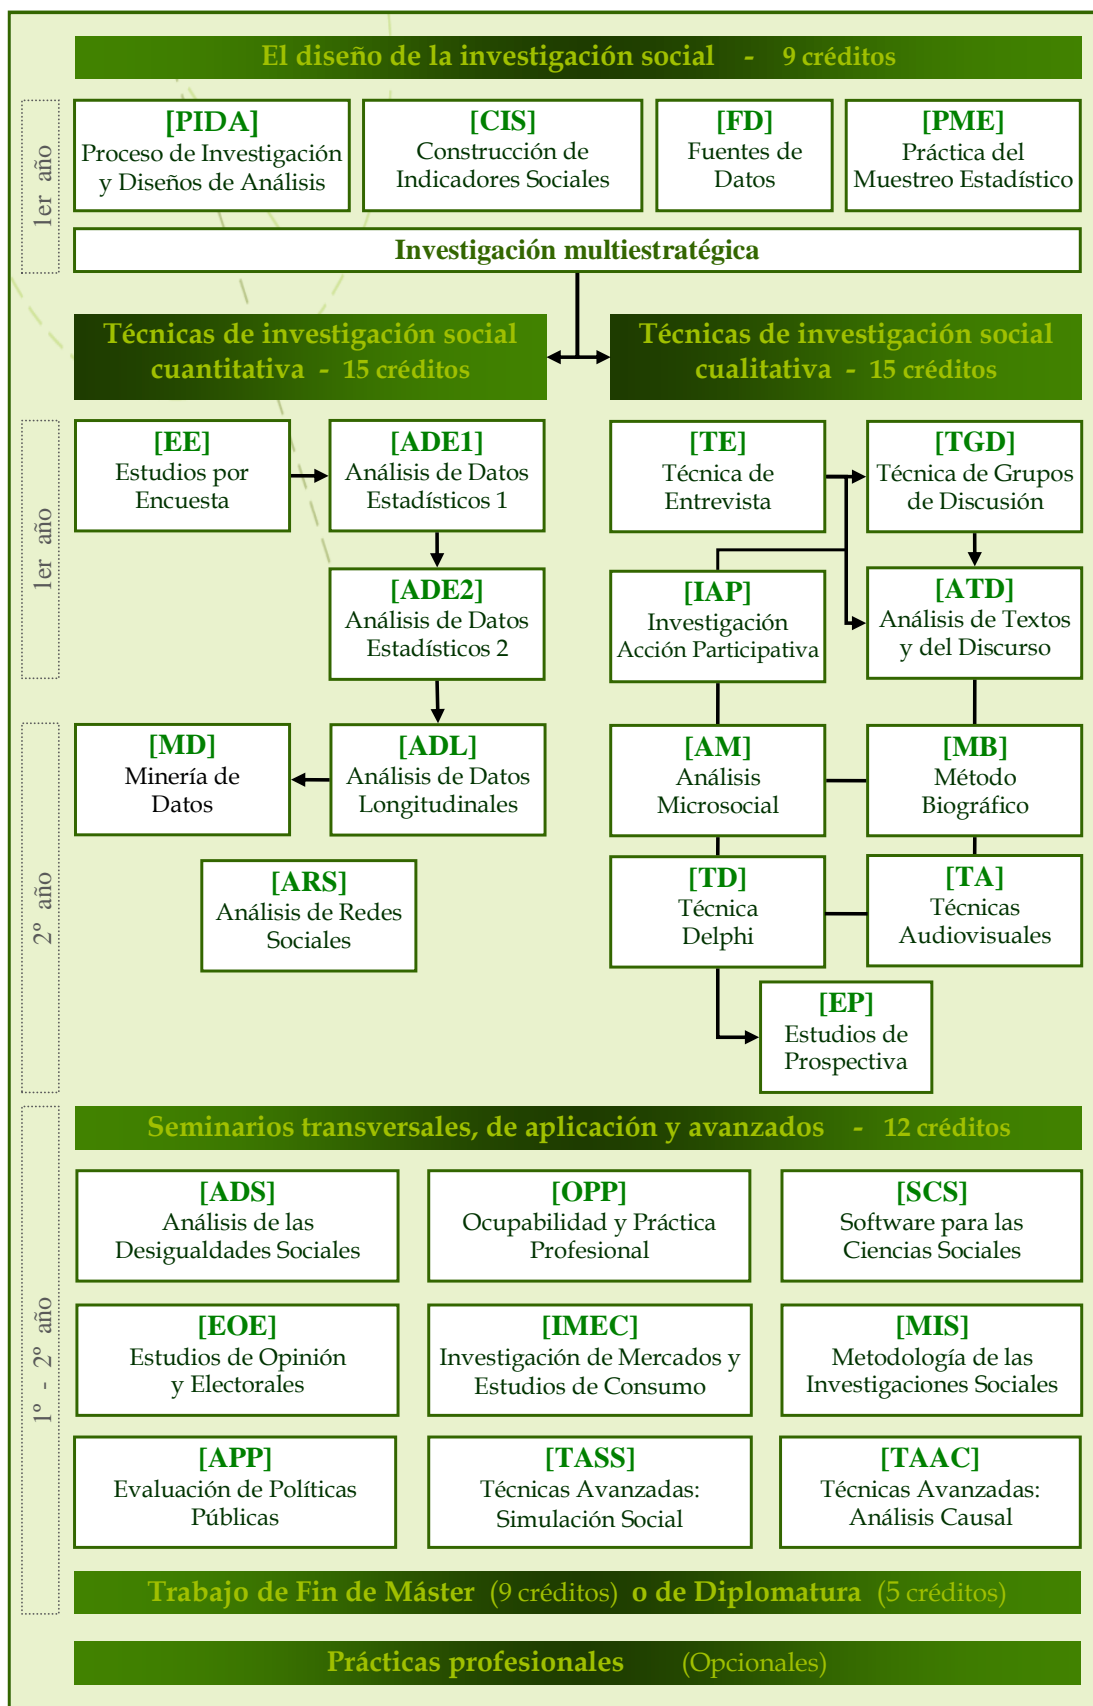 El diseño de la investigación social - 9 créditos
1er año
[PIDA]
Proceso de Investigación
y Diseños de Análisis
[CIS]
Construcción de
Indicadores Sociales
[FD]
Fuentes de
Datos
[PME]
Práctica del
Muestreo Estadístico
Investigación multiestratégica
Técnicas de investigación social
cuantitativa - 15 créditos
Técnicas de investigación social
cualitativa - 15 créditos
1er año
[EE]
Estudios por
Encuesta
[ADE1]
Análisis de Datos
Estadísticos 1
[TE]
Técnica de
Entrevista
[TGD]
Técnica de Grupos
de Discusión
[ADE2]
Análisis de Datos
Estadísticos 2
[IAP]
Investigación
Acción Participativa
[ATD]
Análisis de Textos
y del Discurso
2º año
[MD]
Minería de
Datos
[ADL]
Análisis de Datos
Longitudinales
[AM]
Análisis
Microsocial
[MB]
Método
Biográfico
[ARS]
Análisis de Redes
Sociales
[TD]
Técnica
Delphi
[TA]
Técnicas
Audiovisuales
[EP]
Estudios de
Prospectiva
Seminarios transversales, de aplicación y avanzados - 12 créditos
1º - 2º año
[ADS]
Análisis de las
Desigualdades Sociales
[OPP]
Ocupabilidad y Práctica
Profesional
[SCS]
Software para las
Ciencias Sociales
[EOE]
Estudios de Opinión
y Electorales
[IMEC]
Investigación de Mercados y
Estudios de Consumo
[MIS]
Metodología de las
Investigaciones Sociales
[APP]
Evaluación de Políticas
Públicas
[TASS]
Técnicas Avanzadas:
Simulación Social
[TAAC]
Técnicas Avanzadas:
Análisis Causal
Trabajo de Fin de Máster (9 créditos) o de Diplomatura (5 créditos)
Prácticas profesionales (Opcionales)